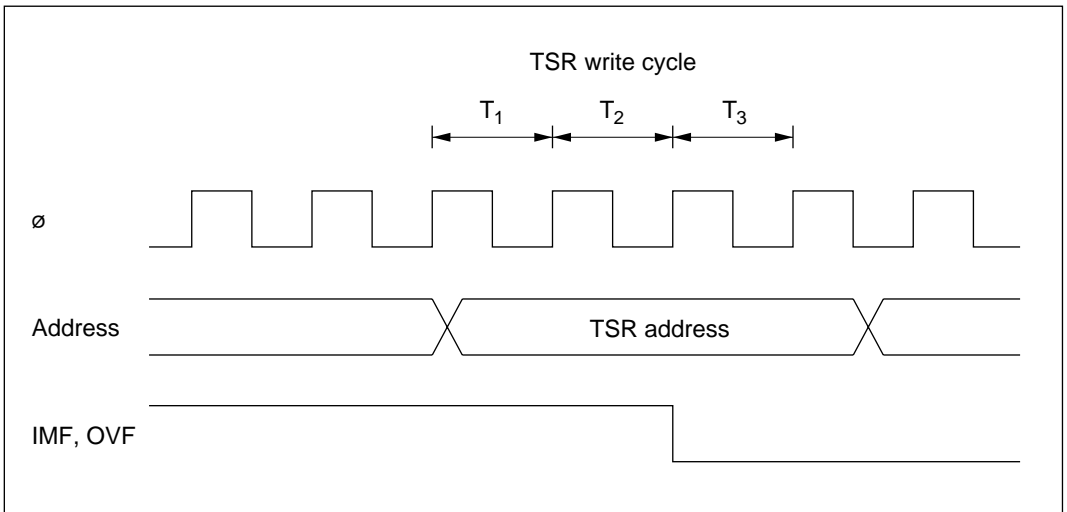 TSR write cycle
T1 T2 T3
ø
Address
TSR address
IMF, OVF